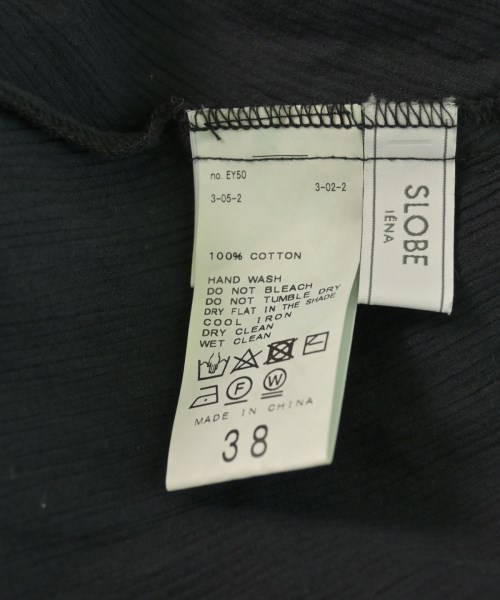 no. EY50
3-05-2
3-02-2
100% COTTON
HAND WASH
DO NOT BLEACH
DO NOT TUMBLE DRY
DRY FLAT IN THE SHADE
COOL IRON
DRY CLEAN
WET CLEAN
F W
MADE IN CHINA
38
SLOBE
IÉNA